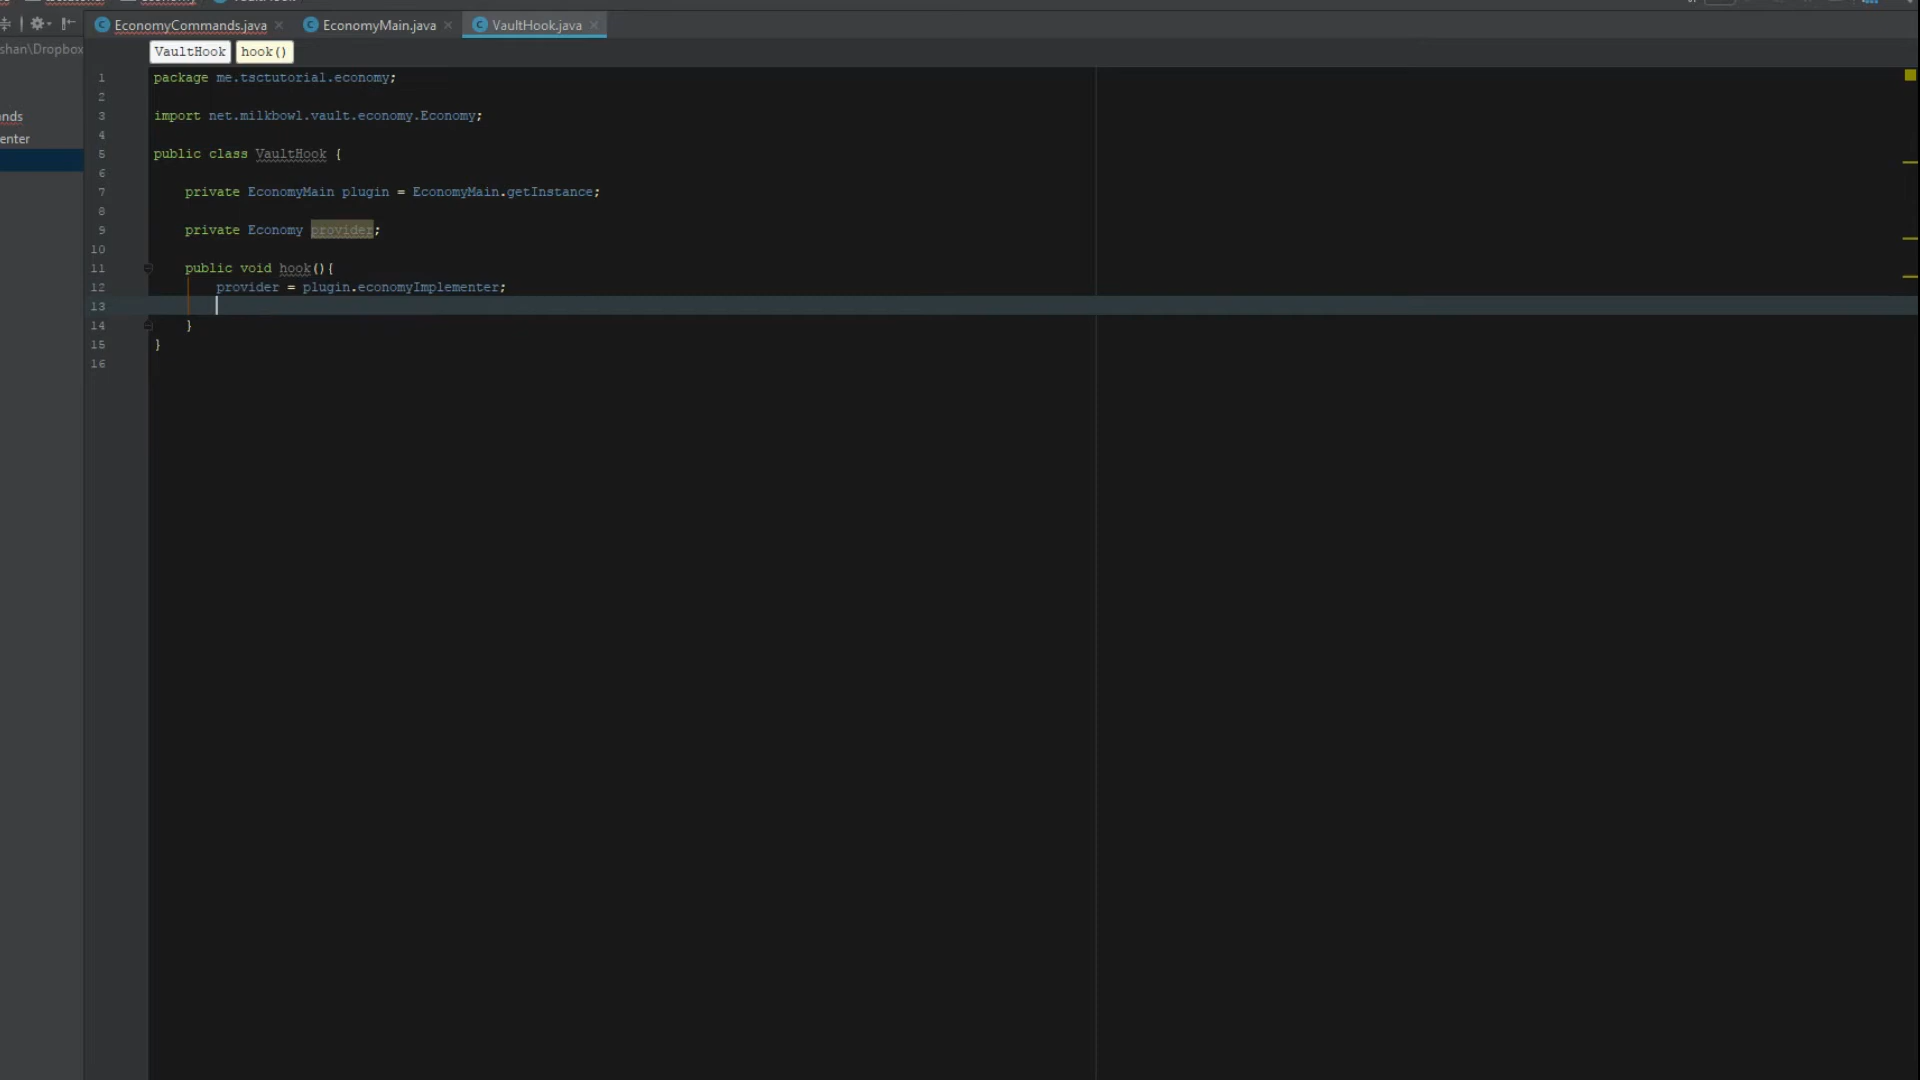 EconomyCommands.java EconomyMain.java VaultHook.java
shan\Dropbox
VaultHook hook()
nds
enter
1 package me.tsctutorial.economy;
2
3 import net.milkbowl.vault.economy.Economy;
4
5 public class VaultHook {
6
7 private EconomyMain plugin = EconomyMain.getInstance;
8
9 private Economy provider;
10
11 public void hook(){
12 provider = plugin.economyImplementer;
13
14 }
15 }
16